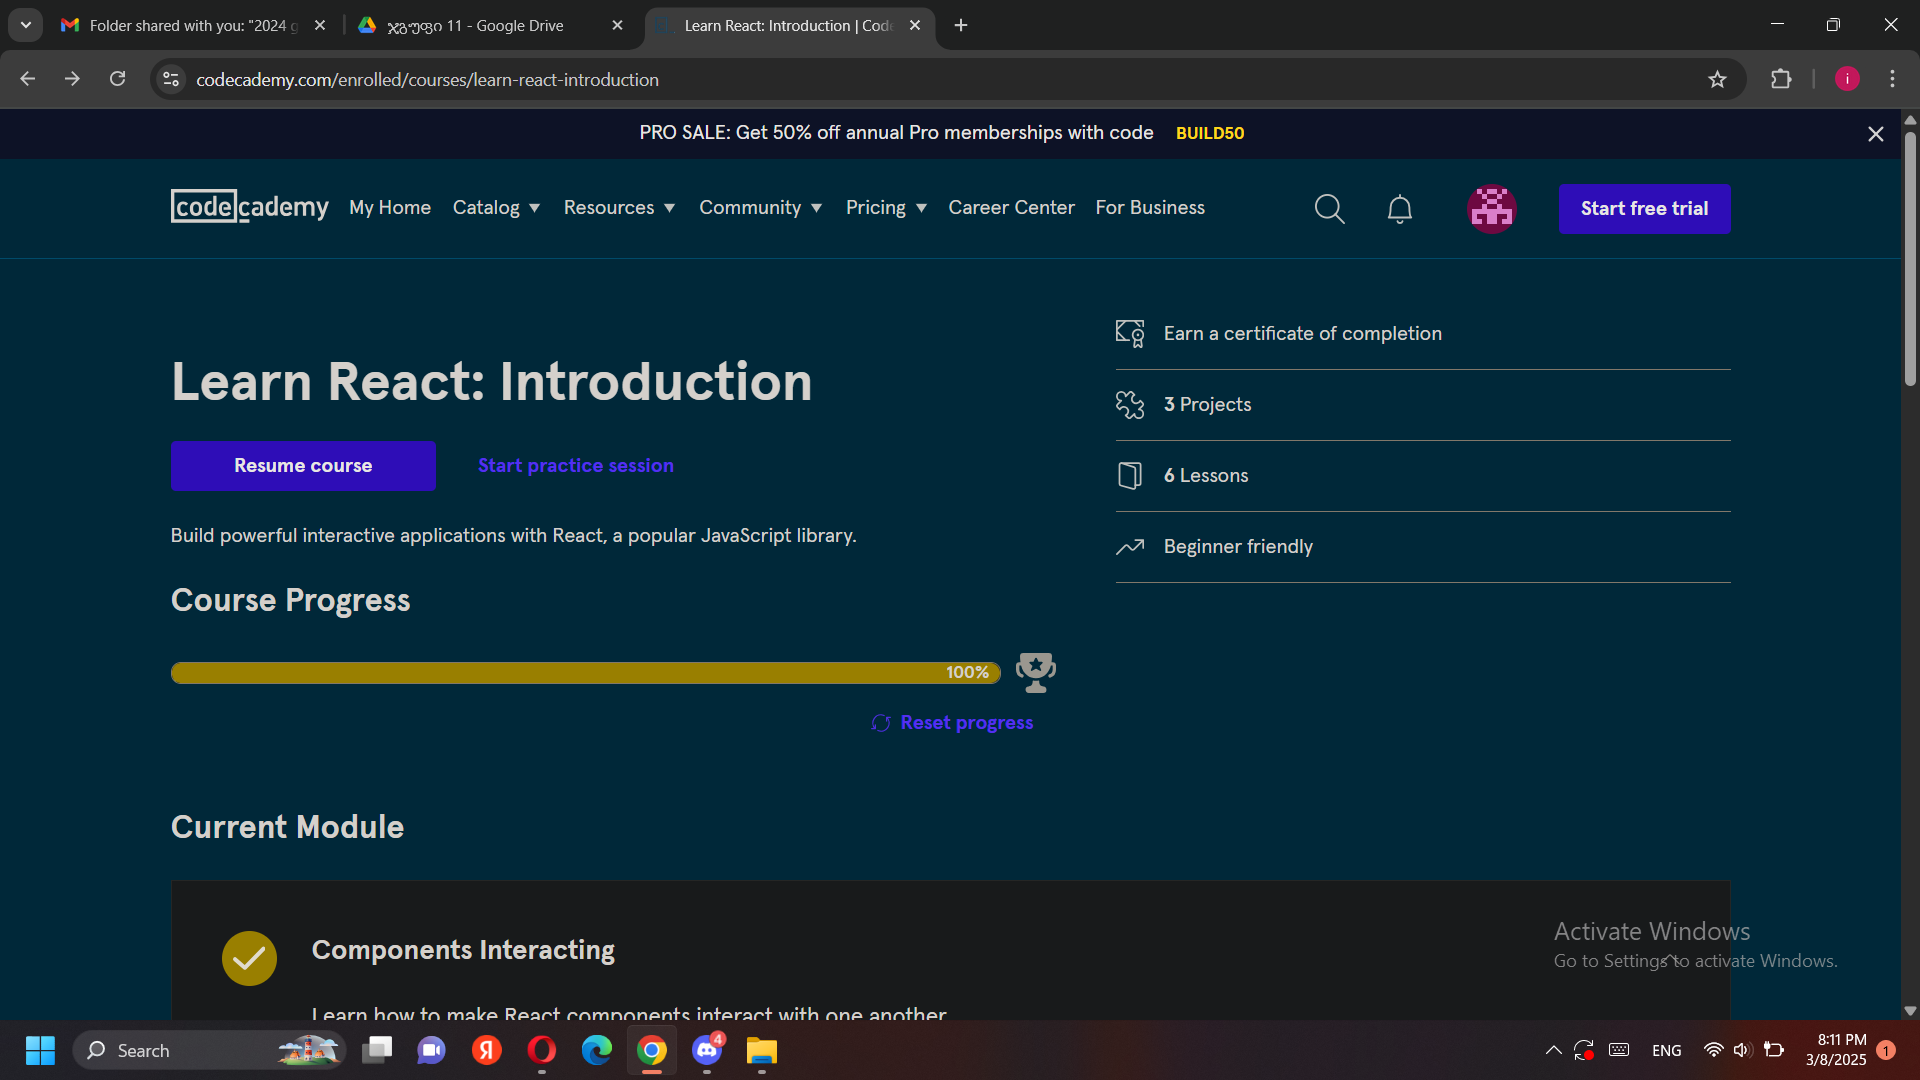 Folder shared with you: "2024 g
ჯგუფი 11 - Google Drive
Learn React: Introduction | Code
codecademy.com/enrolled/courses/learn-react-introduction
i
PRO SALE: Get 50% off annual Pro memberships with code BUILD50
codecademy
My Home
Catalog
Resources
Community
Pricing
Career Center
For Business
Start free trial
Learn React: Introduction
Resume course
Start practice session
Build powerful interactive applications with React, a popular JavaScript library.
Earn a certificate of completion
3 Projects
6 Lessons
Beginner friendly
Course Progress
100%
Reset progress
Current Module
Components Interacting
Learn how to make React components interact with one another
Activate Windows
Go to Settings to activate Windows.
Search
Я
4
ENG
8:11 PM
3/8/2025
1